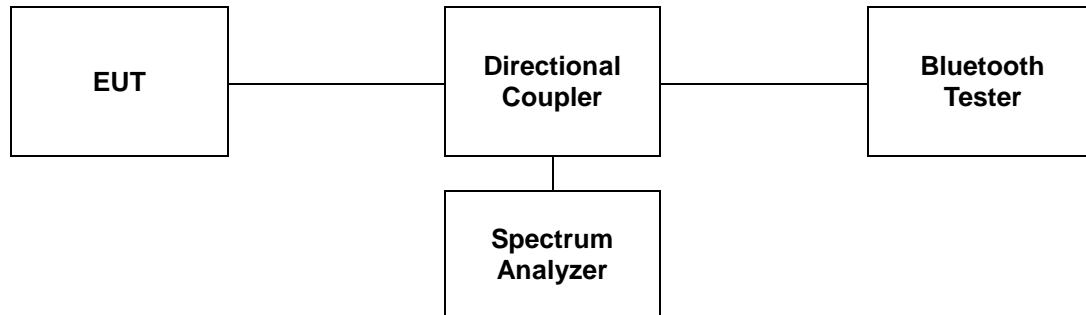 EUT
Directional
Coupler
Bluetooth
Tester
Spectrum
Analyzer